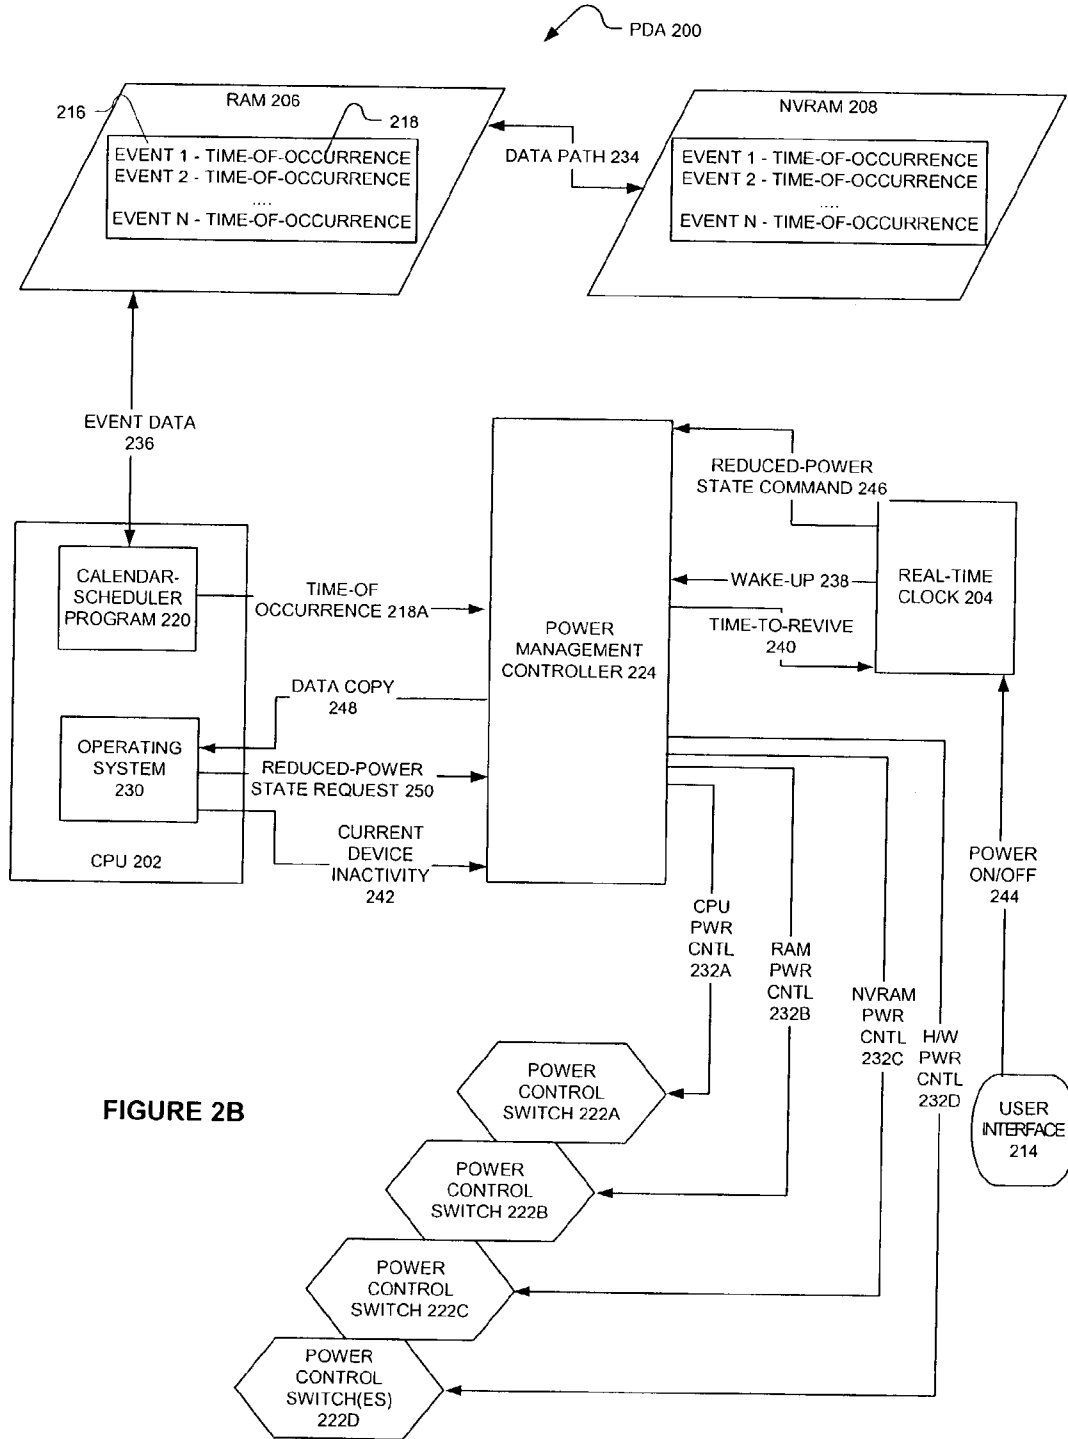 PDA 200
RAM 206
216
218
EVENT 1 - TIME-OF-OCCURRENCE
EVENT 2 - TIME-OF-OCCURRENCE
....
EVENT N - TIME-OF-OCCURRENCE
DATA PATH 234
NVRAM 208
EVENT 1 - TIME-OF-OCCURRENCE
EVENT 2 - TIME-OF-OCCURRENCE
....
EVENT N - TIME-OF-OCCURRENCE
EVENT DATA
236
CALENDAR-
SCHEDULER
PROGRAM 220
TIME-OF
OCCURRENCE 218A
POWER
MANAGEMENT
CONTROLLER 224
REDUCED-POWER
STATE COMMAND 246
WAKE-UP 238
TIME-TO-REVIVE
240
REAL-TIME
CLOCK 204
DATA COPY
248
OPERATING
SYSTEM
230
REDUCED-POWER
STATE REQUEST 250
CURRENT
DEVICE
INACTIVITY
242
CPU 202
POWER
ON/OFF
244
CPU
PWR
CNTL
232A
RAM
PWR
CNTL
232B
NVRAM
PWR
CNTL
232C
H/W
PWR
CNTL
232D
USER
INTERFACE
214
FIGURE 2B
POWER
CONTROL
SWITCH 222A
POWER
CONTROL
SWITCH 222B
POWER
CONTROL
SWITCH 222C
POWER
CONTROL
SWITCH(ES)
222D